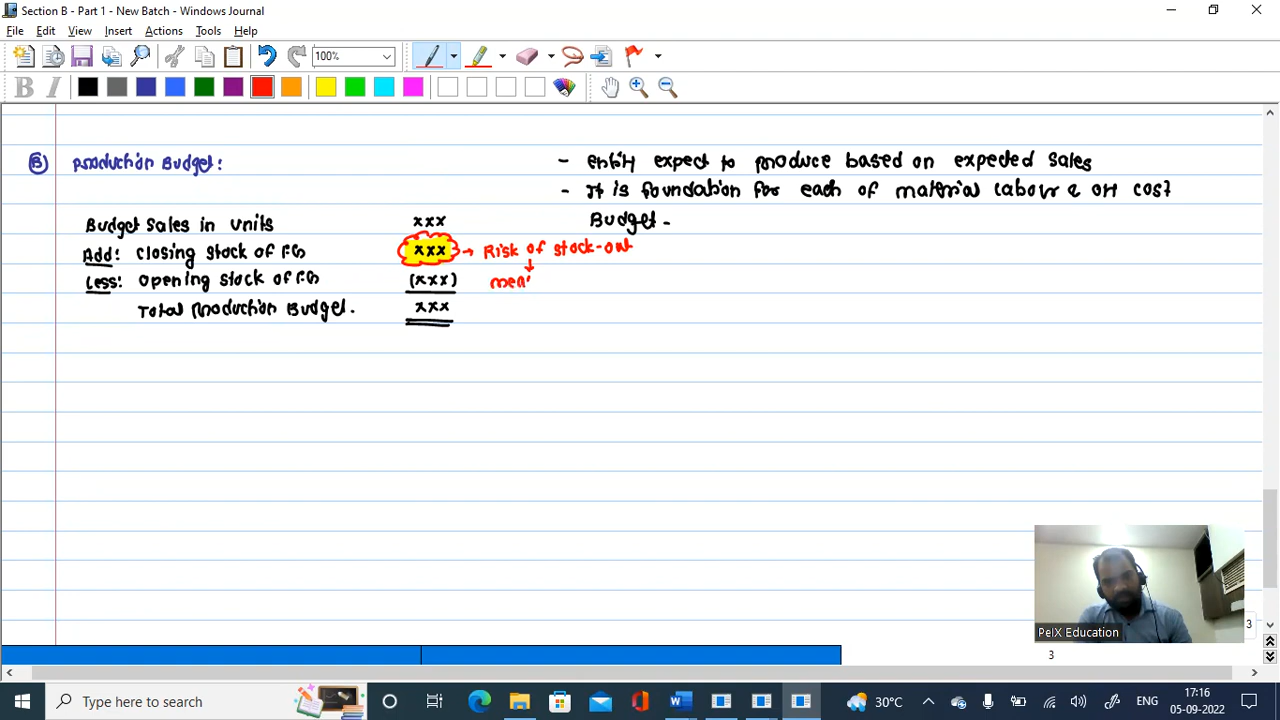 Section B - Part 1 - New Batch - Windows Journal
File Edit View Insert Actions Tools Help
100%
B I
B Production Budget:
- entity expect to produce based on expected sales
- It is foundation for each of material labour & OH cost
Budget.
Budget Sales in units xxx
Add: closing stock of FG xxx → Risk of stock-out
Less: opening stock of FG (xxx)
Total Production Budget. xxx
PelX Education
3
3
Type here to search
30°C
ENG
17:16
05-09-2022